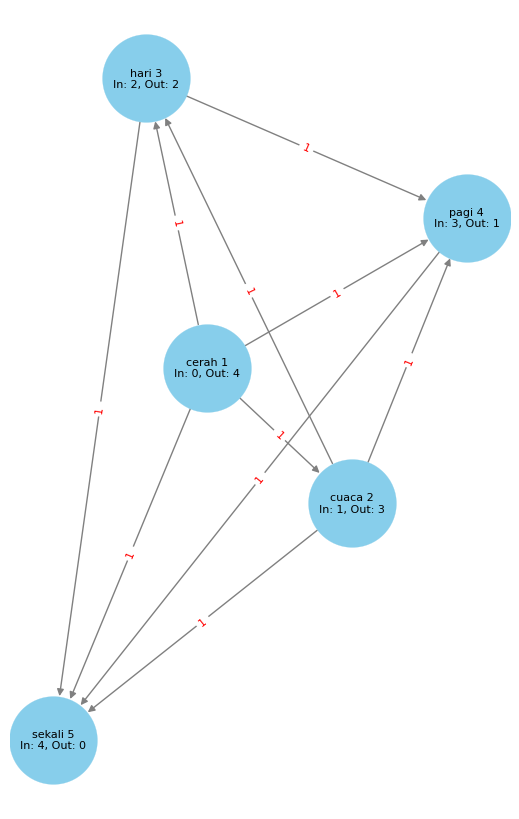 hari 3
In: 2, Out: 2
1
pagi 4
In: 3, Out: 1
1
1
1
cerah 1
In: 0, Out: 4
1
1
1
1
cuaca 2
In: 1, Out: 3
1
1
sekali 5
In: 4, Out: 0